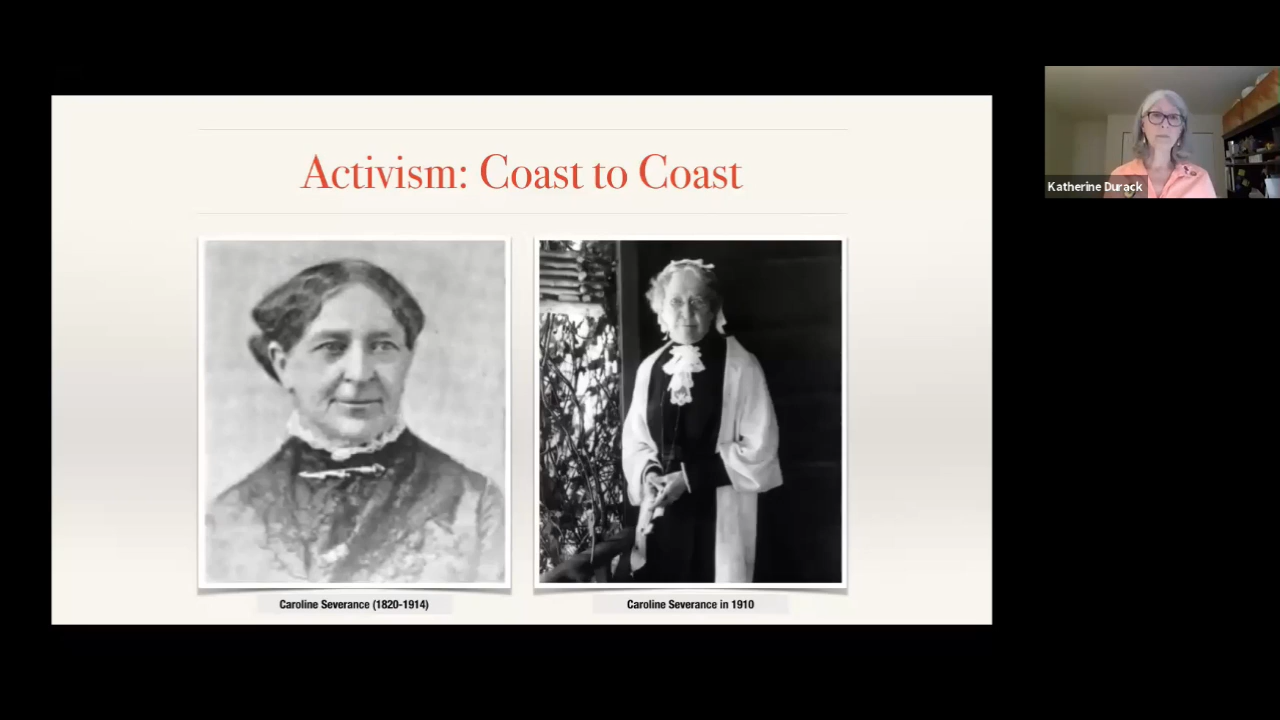 Activism: Coast to Coast
Katherine Durack
Caroline Severance (1820-1914)
Caroline Severance in 1910